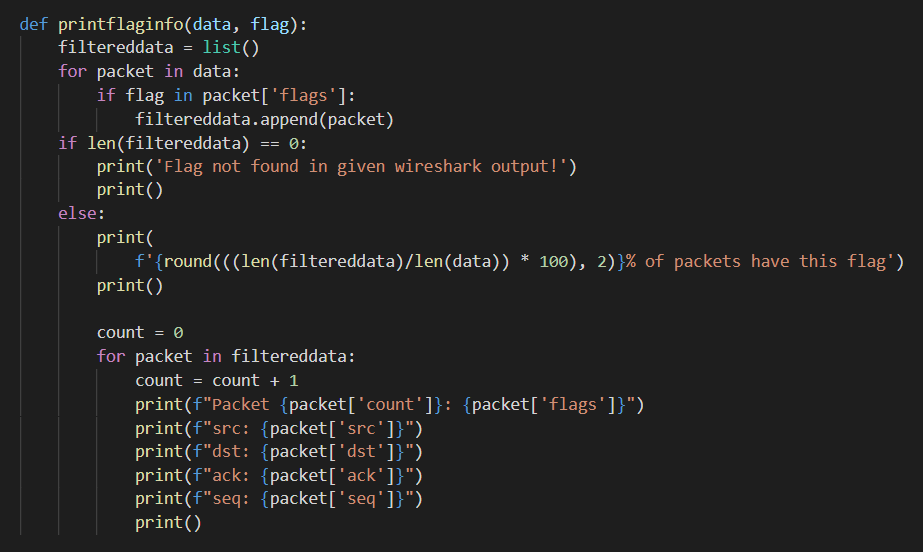 def printflaginfo(data, flag):
    filtereddata = list()
    for packet in data:
        if flag in packet['flags']:
            filtereddata.append(packet)
    if len(filtereddata) == 0:
        print('Flag not found in given wireshark output!')
        print()
    else:
        print(
            f'{round(((len(filtereddata)/len(data)) * 100), 2)}% of packets have this flag')
        print()

        count = 0
        for packet in filtereddata:
            count = count + 1
            print(f"Packet {packet['count']}: {packet['flags']}")
            print(f"src: {packet['src']}")
            print(f"dst: {packet['dst']}")
            print(f"ack: {packet['ack']}")
            print(f"seq: {packet['seq']}")
            print()